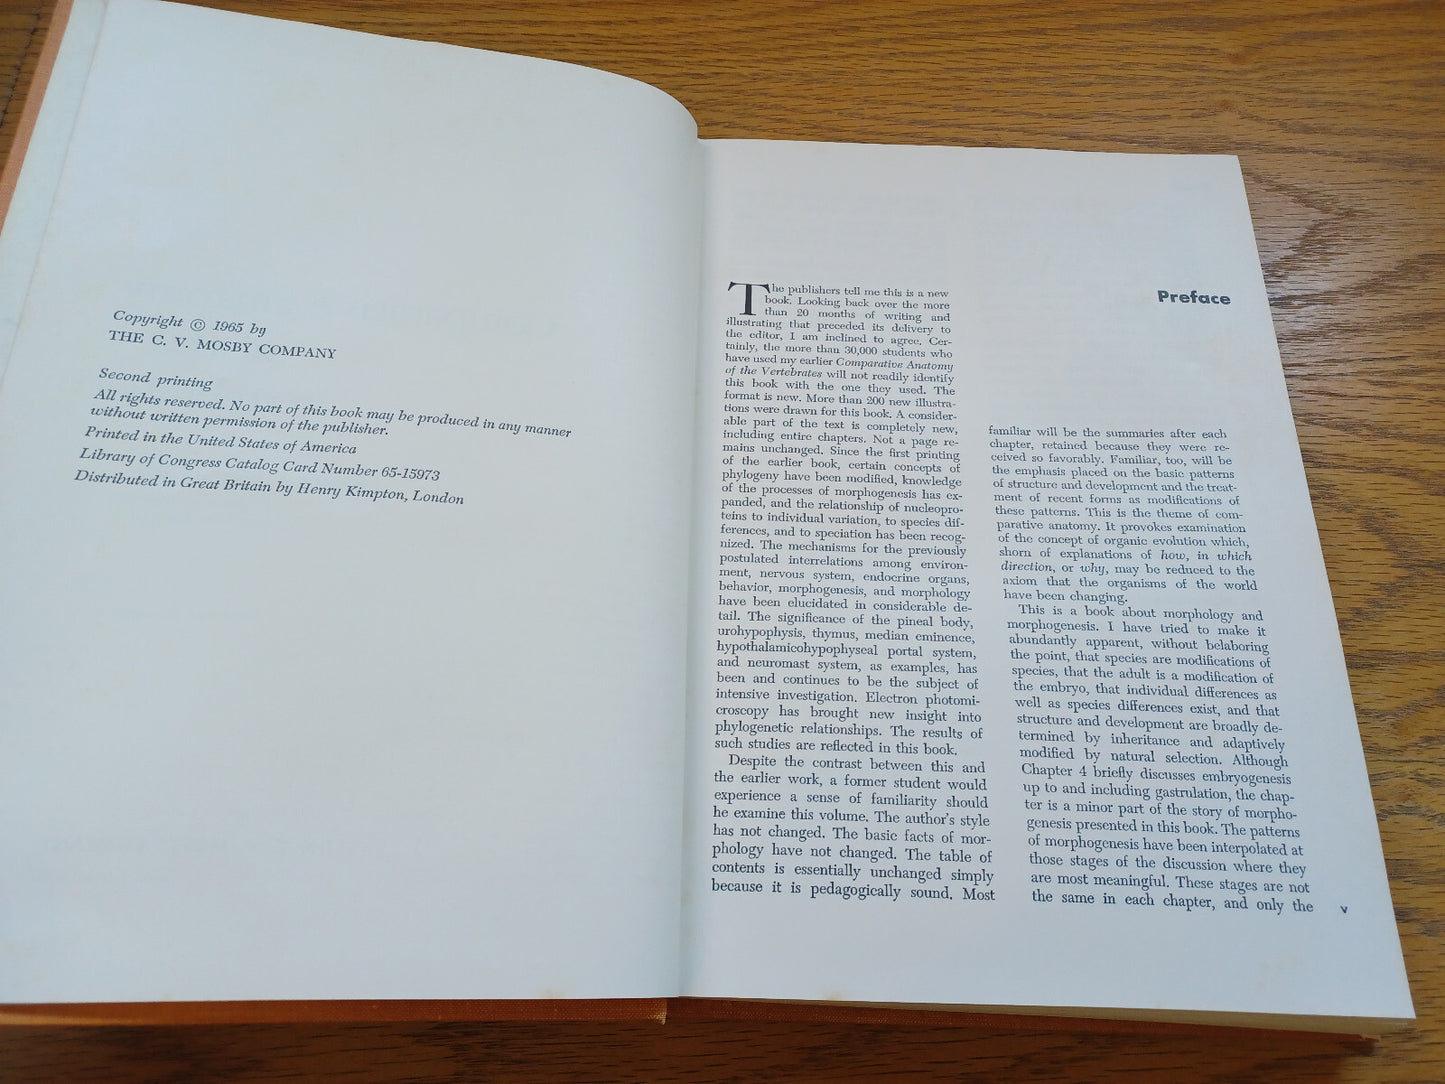 Copyright © 1965 by
THE C. V. MOSBY COMPANY
Second printing
All rights reserved. No part of this book may be produced in any manner
without written permission of the publisher.
Printed in the United States of America
Library of Congress Catalog Card Number 65-15973
Distributed in Great Britain by Henry Kimpton, London
Preface
The publishers tell me this is a new
book. Looking back over the more
than 20 months of writing and
illustrating that preceded its delivery to
the editor, I am inclined to agree. Cer-
tainly, the more than 30,000 students who
have used my earlier Comparative Anatomy
of the Vertebrates will not readily identify
this book with the one they used. The
format is new. More than 200 new illustra-
tions were drawn for this book. A consider-
able part of the text is completely new,
including entire chapters. Not a page re-
mains unchanged. Since the first printing
of the earlier book, certain concepts of
phylogeny have been modified, knowledge
of the processes of morphogenesis has ex-
panded, and the relationship of nucleopro-
teins to individual variation, to species dif-
ferences, and to speciation has been recog-
nized. The mechanisms for the previously
postulated interrelations among environ-
ment, nervous system, endocrine organs,
behavior, morphogenesis, and morphology
have been elucidated in considerable de-
tail. The significance of the pineal body,
urohypophysis, thymus, median eminence,
hypothalamicohypophyseal portal system,
and neuromast system, as examples, has
been and continues to be the subject of
intensive investigation. Electron photomi-
croscopy has brought new insight into
phylogenetic relationships. The results of
such studies are reflected in this book.
Despite the contrast between this and
the earlier work, a former student would
experience a sense of familiarity should
he examine this volume. The author's style
has not changed. The basic facts of mor-
phology have not changed. The table of
contents is essentially unchanged simply
because it is pedagogically sound. Most
familiar will be the summaries after each
chapter, retained because they were re-
ceived so favorably. Familiar, too, will be
the emphasis placed on the basic patterns
of structure and development and the treat-
ment of recent forms as modifications of
these patterns. This is the theme of com-
parative anatomy. It provokes examination
of the concept of organic evolution which,
shorn of explanations of how, in which
direction, or why, may be reduced to the
axiom that the organisms of the world
have been changing.
This is a book about morphology and
morphogenesis. I have tried to make it
abundantly apparent, without belaboring
the point, that species are modifications of
species, that the adult is a modification of
the embryo, that individual differences as
well as species differences exist, and that
structure and development are broadly de-
termined by inheritance and adaptively
modified by natural selection. Although
Chapter 4 briefly discusses embryogenesis
up to and including gastrulation, the chap-
ter is a minor part of the story of morpho-
genesis presented in this book. The patterns
of morphogenesis have been interpolated at
those stages of the discussion where they
are most meaningful. These stages are not
the same in each chapter, and only the
v